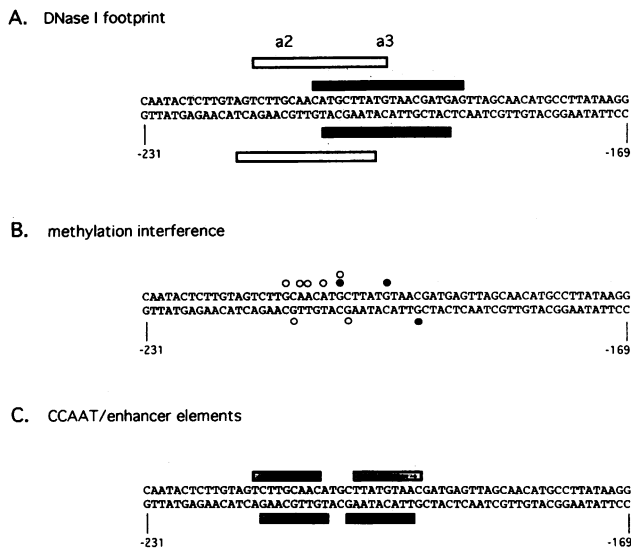 A. DNase I footprint
a2 a3
CAATACTCTTGTAGTCTTGCAACATGCTTATGTAACGATGAGTTAGCAACATGCCTTATAAGG
GTTATGAGAACATCAGAACGTTGTACGAATACATTGCTACTCAATCGTTGTACGGAATATTCC
-231 -169
B. methylation interference
CAATACTCTTGTAGTCTTGCAACATGCTTATGTAACGATGAGTTAGCAACATGCCTTATAAGG
GTTATGAGAACATCAGAACGTTGTACGAATACATTGCTACTCAATCGTTGTACGGAATATTCC
-231 -169
C. CCAAT/enhancer elements
CAATACTCTTGTAGTCTTGCAACATGCTTATGTAACGATGAGTTAGCAACATGCCTTATAAGG
GTTATGAGAACATCAGAACGTTGTACGAATACATTGCTACTCAATCGTTGTACGGAATATTCC
-231 -169